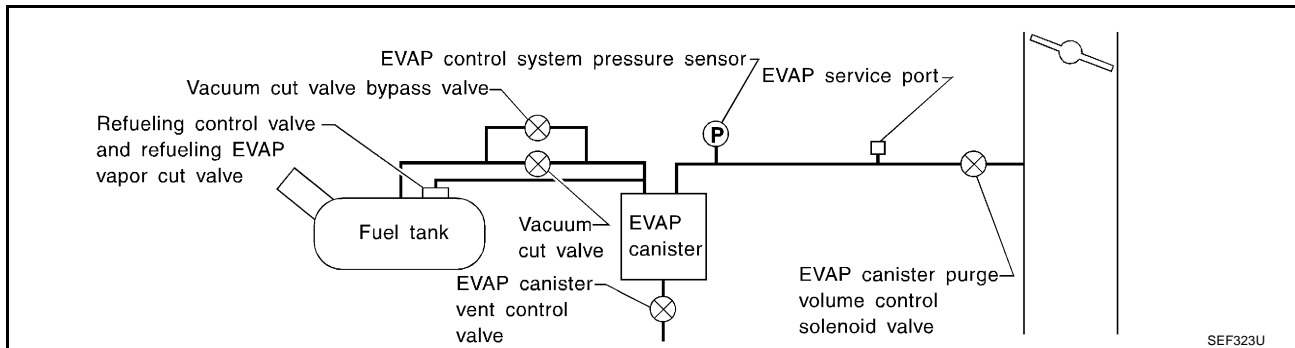 EVAP control system pressure sensor
EVAP service port
Vacuum cut valve bypass valve
Refueling control valve
and refueling EVAP
vapor cut valve
P
Fuel tank
Vacuum
cut valve
EVAP
canister
EVAP canister
vent control
valve
EVAP canister purge
volume control
solenoid valve
SEF323U